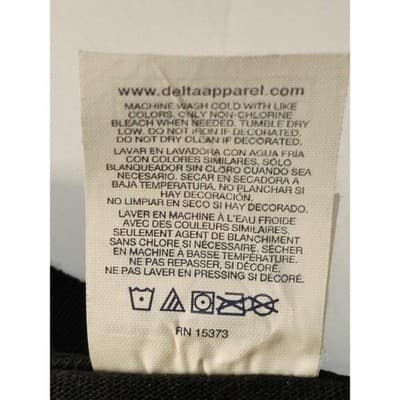 www.deltaapparel.com
MACHINE WASH COLD WITH LIKE
COLORS. ONLY NON-CHLORINE
BLEACH WHEN NEEDED. TUMBLE DRY
LOW. DO NOT IRON IF DECORATED.
DO NOT DRY CLEAN IF DECORATED.
LAVAR EN LAVADORA CON AGUA FRÍA
CON COLORES SIMILARES. SÓLO
BLANQUEADOR SIN CLORO CUANDO SEA
NECESARIO. SECAR EN SECADORA A
BAJA TEMPERATURA. NO PLANCHAR SI
HAY DECORADO.
NO LIMPIAR EN SECO SI HAY DECORADO.
LAVER EN MACHINE À L'EAU FROIDE
AVEC DES COULEURS SIMILAIRES.
SEULEMENT AGENT DE BLANCHIMENT
SANS CHLORE SI NÉCESSAIRE. SÉCHER
EN MACHINE À BASSE TEMPÉRATURE.
NE PAS REPASSER, SI DÉCORÉ.
NE PAS LAVER EN PRESSING SI DÉCORÉ.
RN 15373